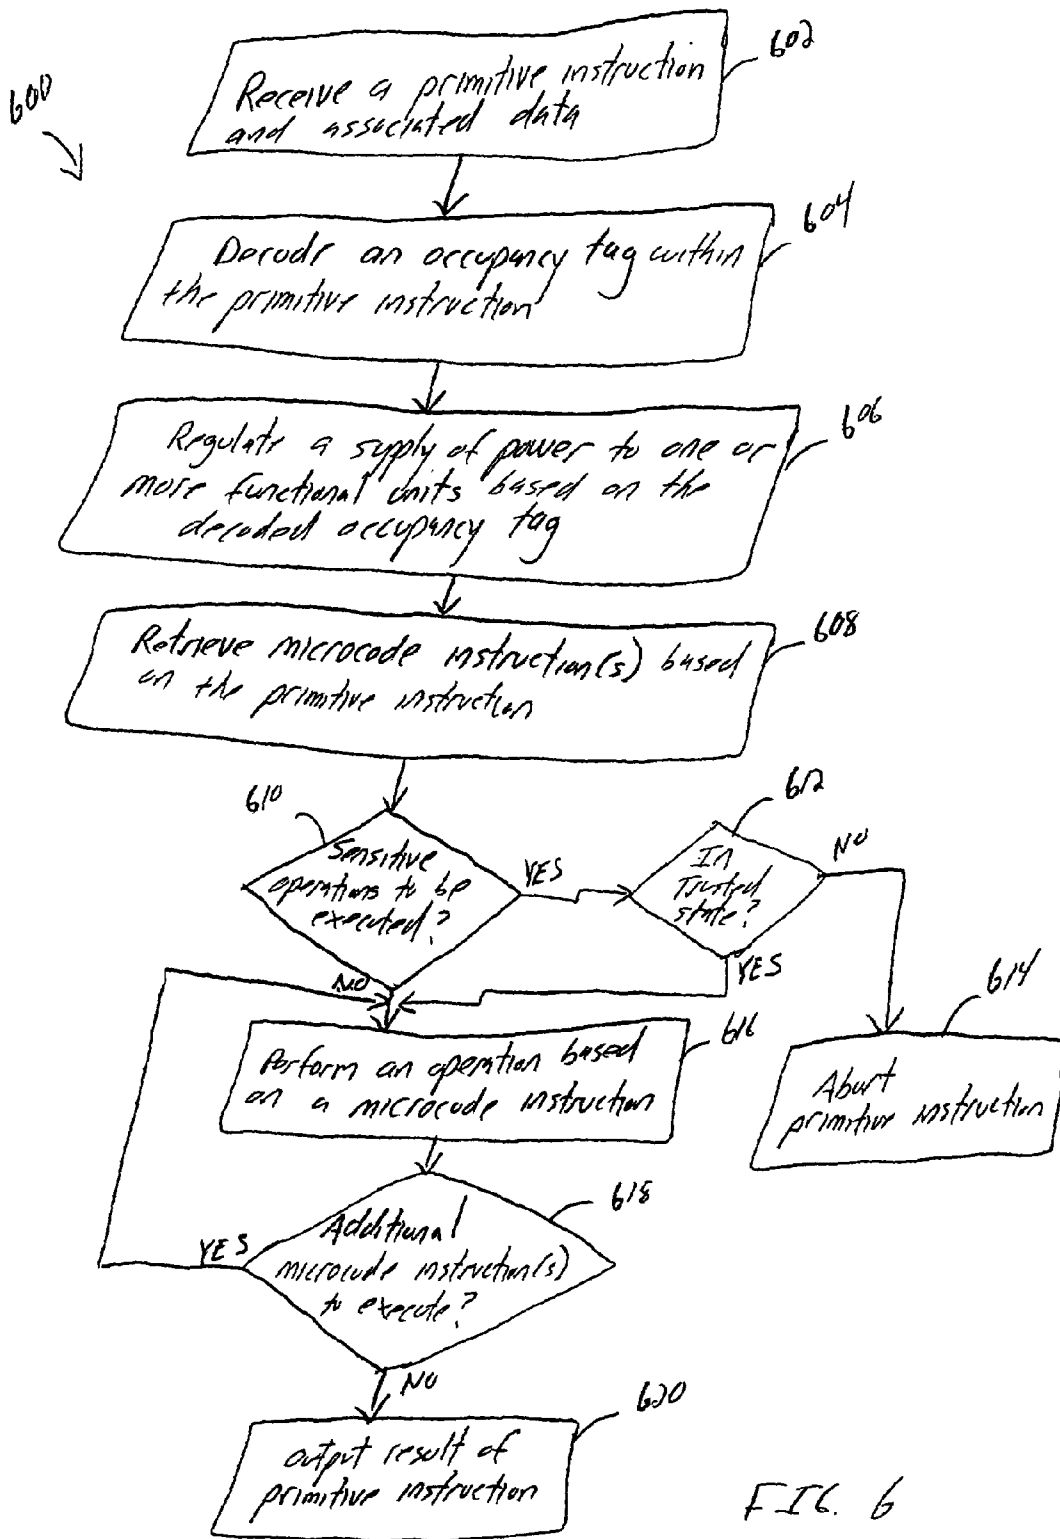 600
602
Receive a primitive instruction
and associated data
604
Decode an occupancy tag within
the primitive instruction
606
Regulate a supply of power to one or
more functional units based on the
decoded occupancy tag
608
Retrieve microcode instruction(s) based
on the primitive instruction
610
Sensitive
operations to be
executed?
YES
NO
612
In
Trusted
state?
NO
YES
614
Abort
primitive instruction
616
Perform an operation based
on a microcode instruction
618
Additional
microcode instruction(s)
to execute?
YES
NO
620
output result of
primitive instruction
FIG. 6